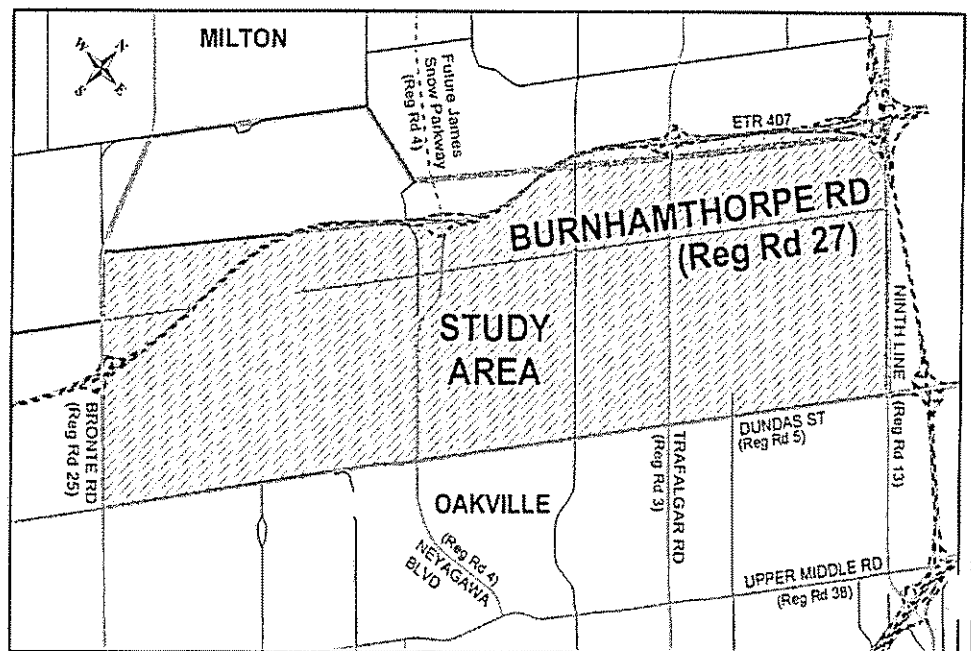 MILTON
N
W
E
S
Future James
Snow Parkway
(Reg Rd 4)
ETR 407
BURNHAMTHORPE RD
(Reg Rd 27)
STUDY
AREA
NINTH LINE
(Reg Rd 13)
BRONTE RD
(Reg Rd 25)
DUNDAS ST
(Reg Rd 5)
TRAFALGAR RD
(Reg Rd 3)
OAKVILLE
(Reg Rd 4)
NEYAGAWA
BLVD
UPPER MIDDLE RD
(Reg Rd 38)